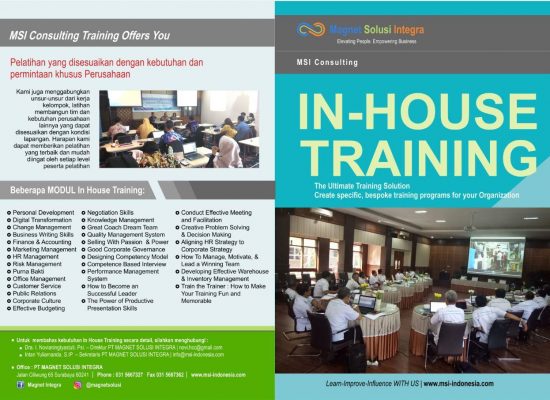 MSI Consulting Training Offers You
Pelatihan yang disesuaikan dengan kebutuhan dan
permintaan khusus Perusahaan
Kami juga menggabungkan
unsur-unsur dari kerja
kelompok, latihan
membangun tim dan
kebutuhan perusahaan
lainnya yang dapat
disesuaikan dengan kondisi
lapangan. Harapan kami
dapat memberikan pelatihan
yang terbaik dan mudah
diingat oleh setiap level
peserta pelatihan
Beberapa MODUL In House Training:
Personal Development
Digital Transformation
Change Management
Business Writing Skills
Finance & Accounting
Marketing Management
HR Management
Risk Management
Purna Bakti
Office Management
Customer Service
Public Relations
Corporate Culture
Effective Budgeting
Negotiation Skills
Knowledge Management
Great Coach Dream Team
Quality Management System
Selling With Passion & Power
Good Corporate Governance
Designing Competency Model
Competence Based Interview
Performance Management
System
How to Become an
Successful Leader
The Power of Productive
Presentation Skills
Conduct Effective Meeting
and Facilitation
Creative Problem Solving
& Decision Making
Aligning HR Strategy to
Corporate Strategy
How To Manage, Motivate, &
Lead a Winning Team
Developing Effective Warehouse
& Inventory Management
Train the Trainer : How to Make
Your Training Fun and
Memorable
Untuk membahas kebutuhan In House Training secara detail, silahkan menghubungi :
Dra. I. Novianingtyastuti, Psi. – Direktur PT MAGNET SOLUSI INTEGRA | novi.hco@gmail.com
Intan Yuliernanda, S.IP – Sekretaris PT MAGNET SOLUSI INTEGRA | info@msi-indonesia.com
Office : PT MAGNET SOLUSI INTEGRA
Jalan Ciliwung 65 Surabaya 60241 | Phone : 031 5667327 Fax 031 5667362 | www.msi-indonesia.com
Magnet Integra @magnetsolusi
Magnet Solusi Integra
Elevating People, Empowering Business
MSI Consulting
IN-HOUSE
TRAINING
The Ultimate Training Solution
Create specific, bespoke training programs for your Organization
Learn-Improve-Influence WITH US | www.msi-indonesia.com